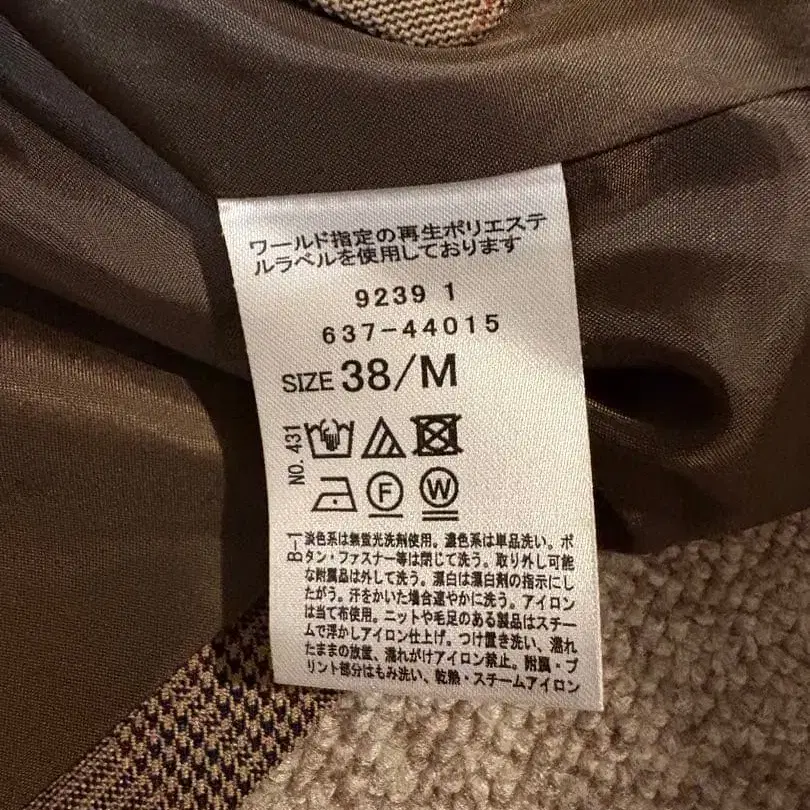 ワールド指定の再生ポリエステ
ルラベルを使用しております
9239 1
637-44015
SIZE 38/M
NO. 431
F W
B-1
淡色系は無蛍光洗剤使用。濃色系は単品洗い。ボ
タン・ファスナー等は閉じて洗う。取り外し可能
な附属品は外して洗う。漂白は漂白剤の指示にし
たがう。汗をかいた場合速やかに洗う。アイロン
は当て布使用。ニットや毛足のある製品はスチー
ムで浮かしアイロン仕上げ。つけ置き洗い、濡れ
たままの放置、濡れがけアイロン禁止。附属・プ
リント部分はもみ洗い、乾熱・スチームアイロン